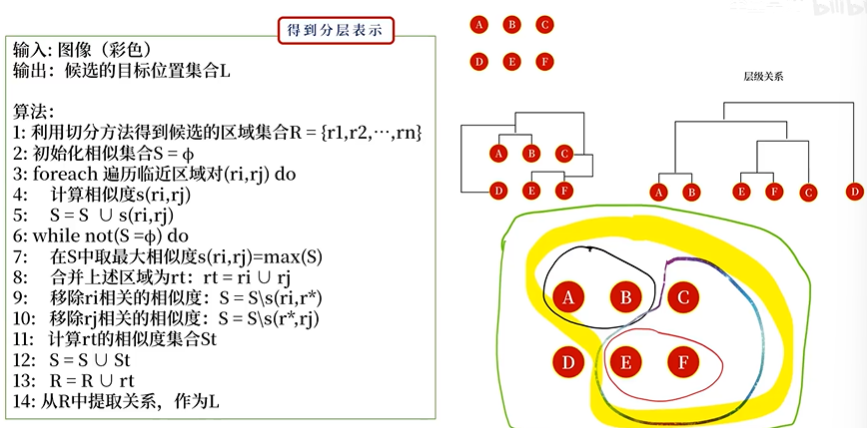 得到分层表示
输入: 图像（彩色）
输出：候选的目标位置集合L
算法：
1: 利用切分方法得到候选的区域集合R = {r1,r2,…,rn}
2: 初始化相似集合S = ϕ
3: foreach 遍历临近区域对(ri,rj) do
4: 计算相似度s(ri,rj)
5: S = S ∪ s(ri,rj)
6: while not(S =ϕ) do
7: 在S中取最大相似度s(ri,rj)=max(S)
8: 合并上述区域为rt：rt = ri ∪ rj
9: 移除ri相关的相似度：S = S\s(ri,r*)
10: 移除rj相关的相似度：S = S\s(r*,rj)
11: 计算rt的相似度集合St
12: S = S ∪ St
13: R = R ∪ rt
14: 从R中提取关系，作为L
A B C
D E F
层级关系
A B C
D E F
A B E F C D
A B C
D E F